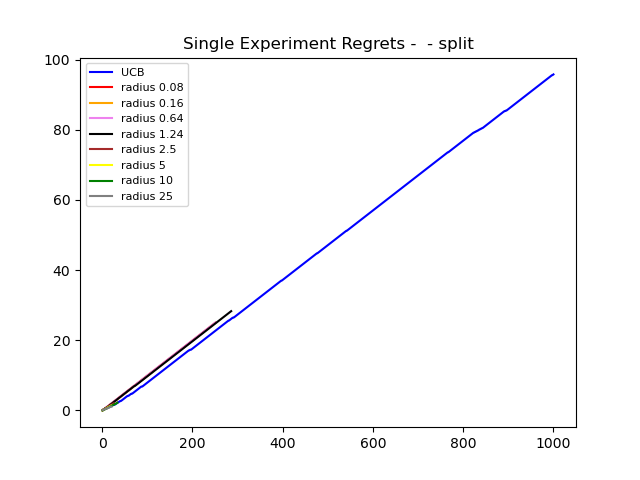 Single Experiment Regrets -  - split
100
80
60
40
20
0
UCB
radius 0.08
radius 0.16
radius 0.64
radius 1.24
radius 2.5
radius 5
radius 10
radius 25
0 200 400 600 800 1000